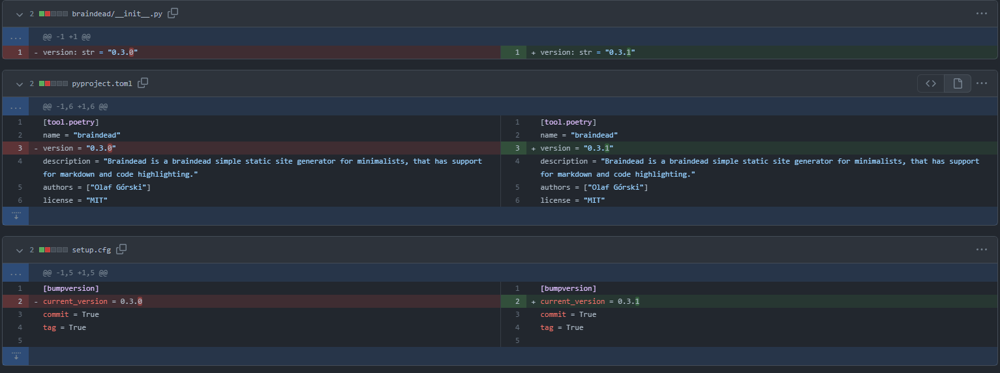 2 braindead/__init__.py ...
... @@ -1 +1 @@
1 - version: str = "0.3.0" 1 + version: str = "0.3.1"
2 pyproject.toml <> ...
... @@ -1,6 +1,6 @@
1 [tool.poetry] 1 [tool.poetry]
2 name = "braindead" 2 name = "braindead"
3 - version = "0.3.0" 3 + version = "0.3.1"
4 description = "Braindead is a braindead simple static site generator for minimalists, that has support 4 description = "Braindead is a braindead simple static site generator for minimalists, that has support
for markdown and code highlighting." for markdown and code highlighting."
5 authors = ["Olaf Górski"] 5 authors = ["Olaf Górski"]
6 license = "MIT" 6 license = "MIT"
2 setup.cfg ...
... @@ -1,5 +1,5 @@
1 [bumpversion] 1 [bumpversion]
2 - current_version = 0.3.0 2 + current_version = 0.3.1
3 commit = True 3 commit = True
4 tag = True 4 tag = True
5 5